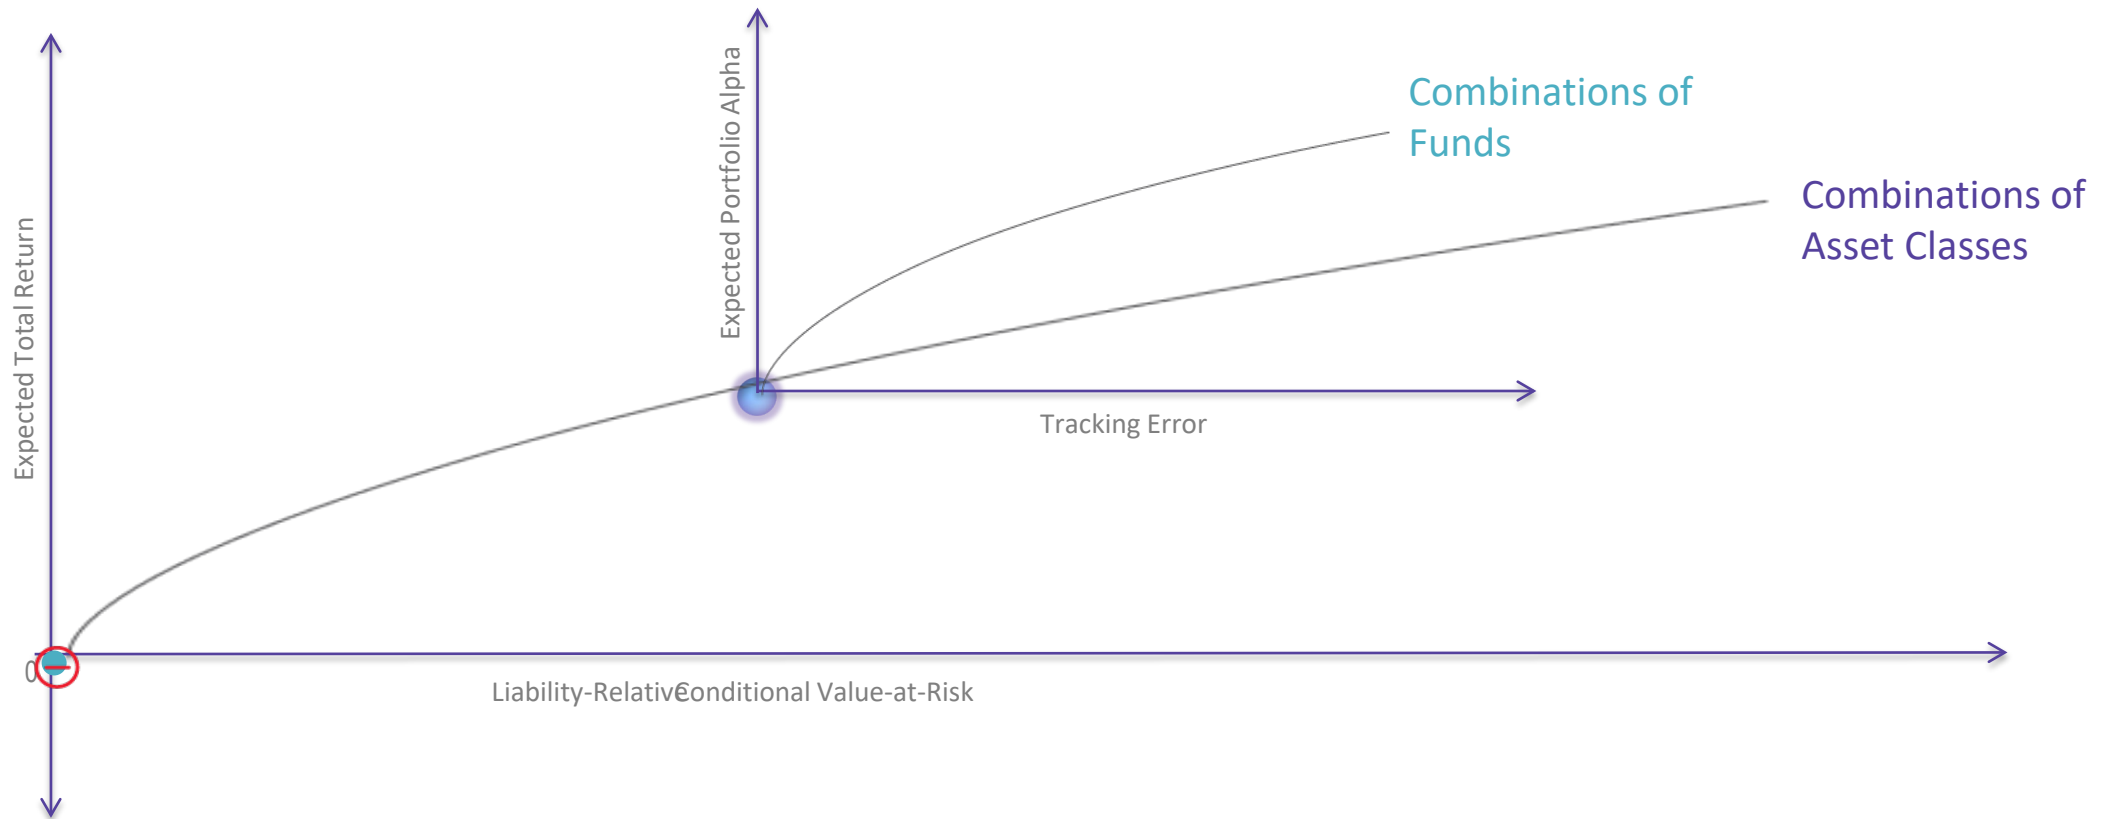 Expected Portfolio Alpha
Combinations of
Funds
Combinations of
Asset Classes
Expected Total Return
Tracking Error
0
Liability-Relative Conditional Value-at-Risk